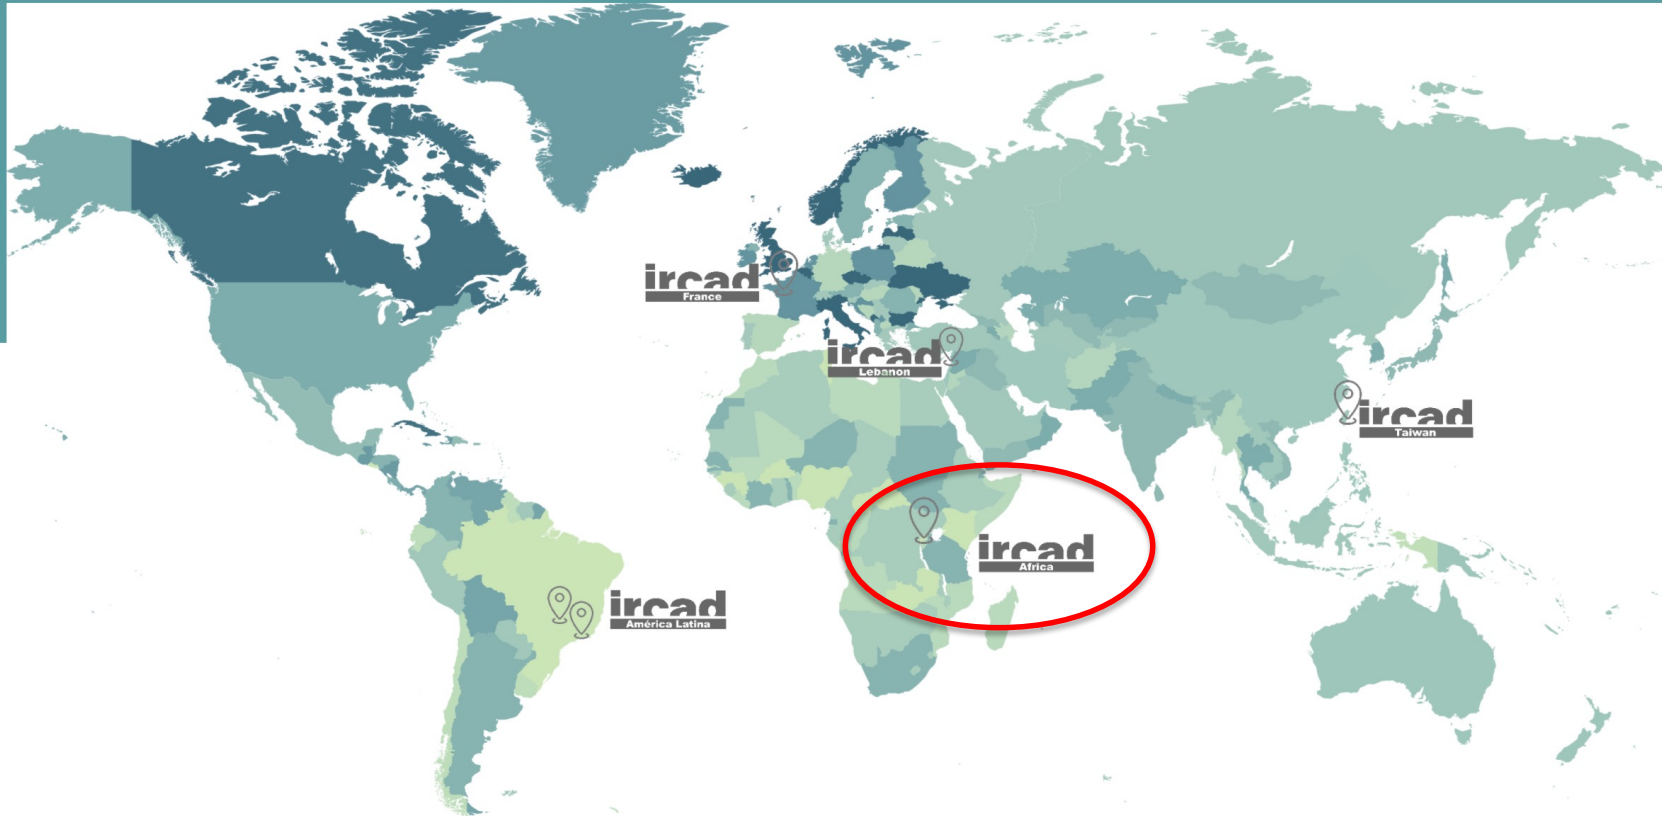 ircad
France
ircad
Lebanon
ircad
Taiwan
ircad
Africa
ircad
América Latina